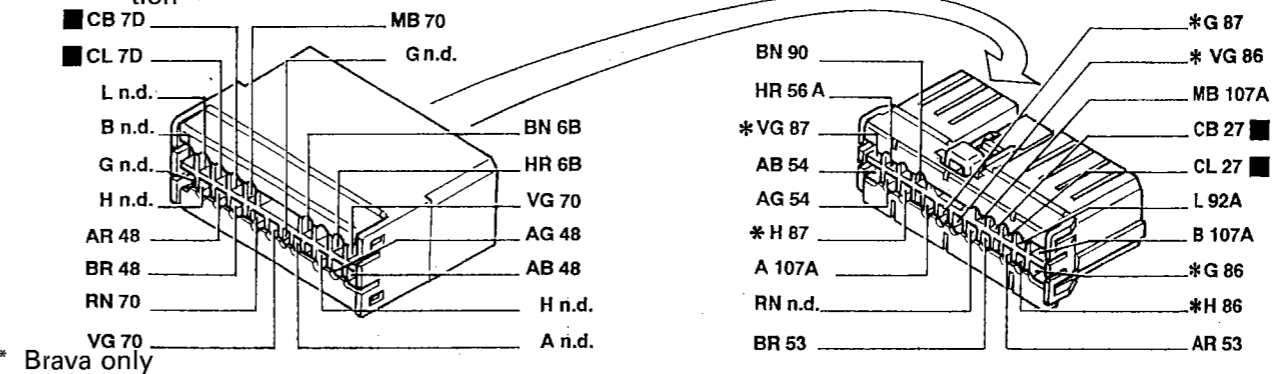 tion
■ CB 7D
■ CL 7D
L n.d.
B n.d.
G n.d.
H n.d.
AR 48
BR 48
RN 70
VG 70
MB 70
G n.d.
BN 6B
HR 6B
VG 70
AG 48
AB 48
H n.d.
A n.d.
BN 90
HR 56 A
*VG 87
AB 54
AG 54
*H 87
A 107A
RN n.d.
BR 53
*G 87
* VG 86
MB 107A
CB 27 ■
CL 27 ■
L 92A
B 107A
*G 86
*H 86
AR 53
* Brava only